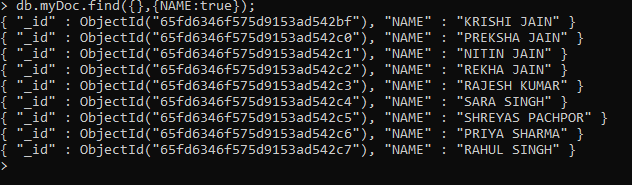 > db.myDoc.find({},{NAME:true});
{ "_id" : ObjectId("65fd6346f575d9153ad542bf"), "NAME" : "KRISHI JAIN" }
{ "_id" : ObjectId("65fd6346f575d9153ad542c0"), "NAME" : "PREKSHA JAIN" }
{ "_id" : ObjectId("65fd6346f575d9153ad542c1"), "NAME" : "NITIN JAIN" }
{ "_id" : ObjectId("65fd6346f575d9153ad542c2"), "NAME" : "REKHA JAIN" }
{ "_id" : ObjectId("65fd6346f575d9153ad542c3"), "NAME" : "RAJESH KUMAR" }
{ "_id" : ObjectId("65fd6346f575d9153ad542c4"), "NAME" : "SARA SINGH" }
{ "_id" : ObjectId("65fd6346f575d9153ad542c5"), "NAME" : "SHREYAS PACHPOR" }
{ "_id" : ObjectId("65fd6346f575d9153ad542c6"), "NAME" : "PRIYA SHARMA" }
{ "_id" : ObjectId("65fd6346f575d9153ad542c7"), "NAME" : "RAHUL SINGH" }
>